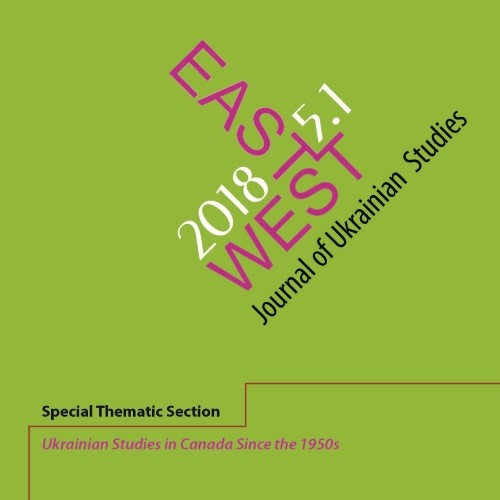 EAST
WEST
2018
5.1
Journal of Ukrainian Studies
Special Thematic Section
Ukrainian Studies in Canada Since the 1950s